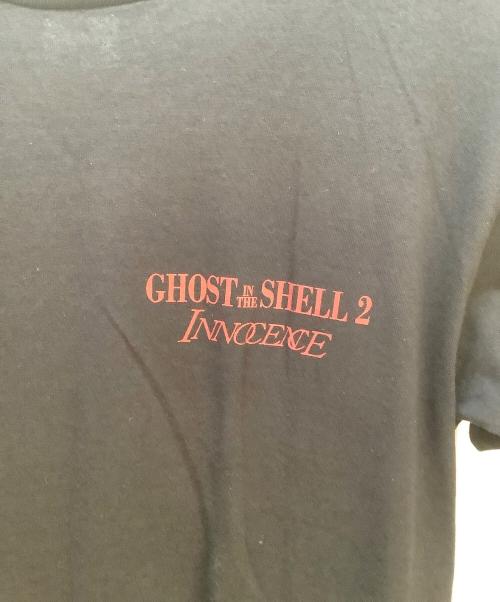 GHOST IN THE SHELL 2
INNOCENCE